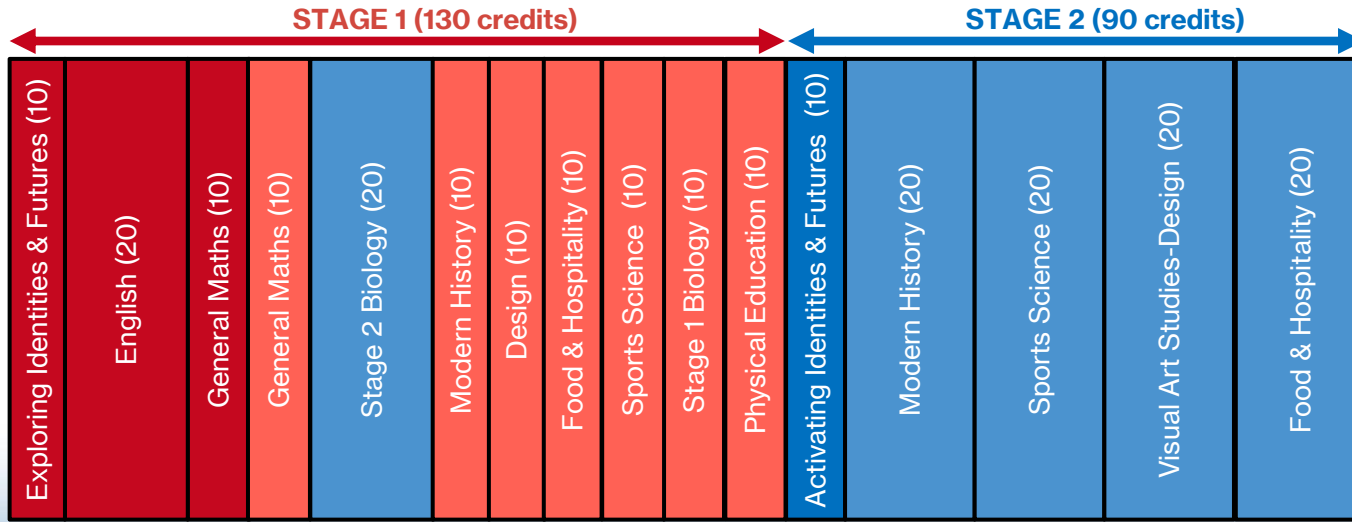 STAGE 1 (130 credits)
STAGE 2 (90 credits)
Exploring Identities & Futures (10)
English (20)
General Maths (10)
General Maths (10)
Stage 2 Biology (20)
Modern History (10)
Design (10)
Food & Hospitality (10)
Sports Science (10)
Stage 1 Biology (10)
Physical Education (10)
Activating Identities & Futures (10)
Modern History (20)
Sports Science (20)
Visual Art Studies-Design (20)
Food & Hospitality (20)